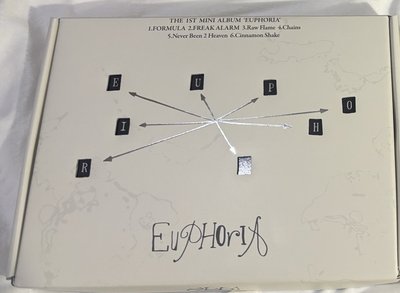 THE 1ST MINI ALBUM 'EUPHORIA'
1.FORMULA 2.FREAK ALARM 3.Raw Flame 4.Chains
5.Never Been 2 Heaven 6.Cinnamon Shake
E U P O
R I H
EuPHoriA